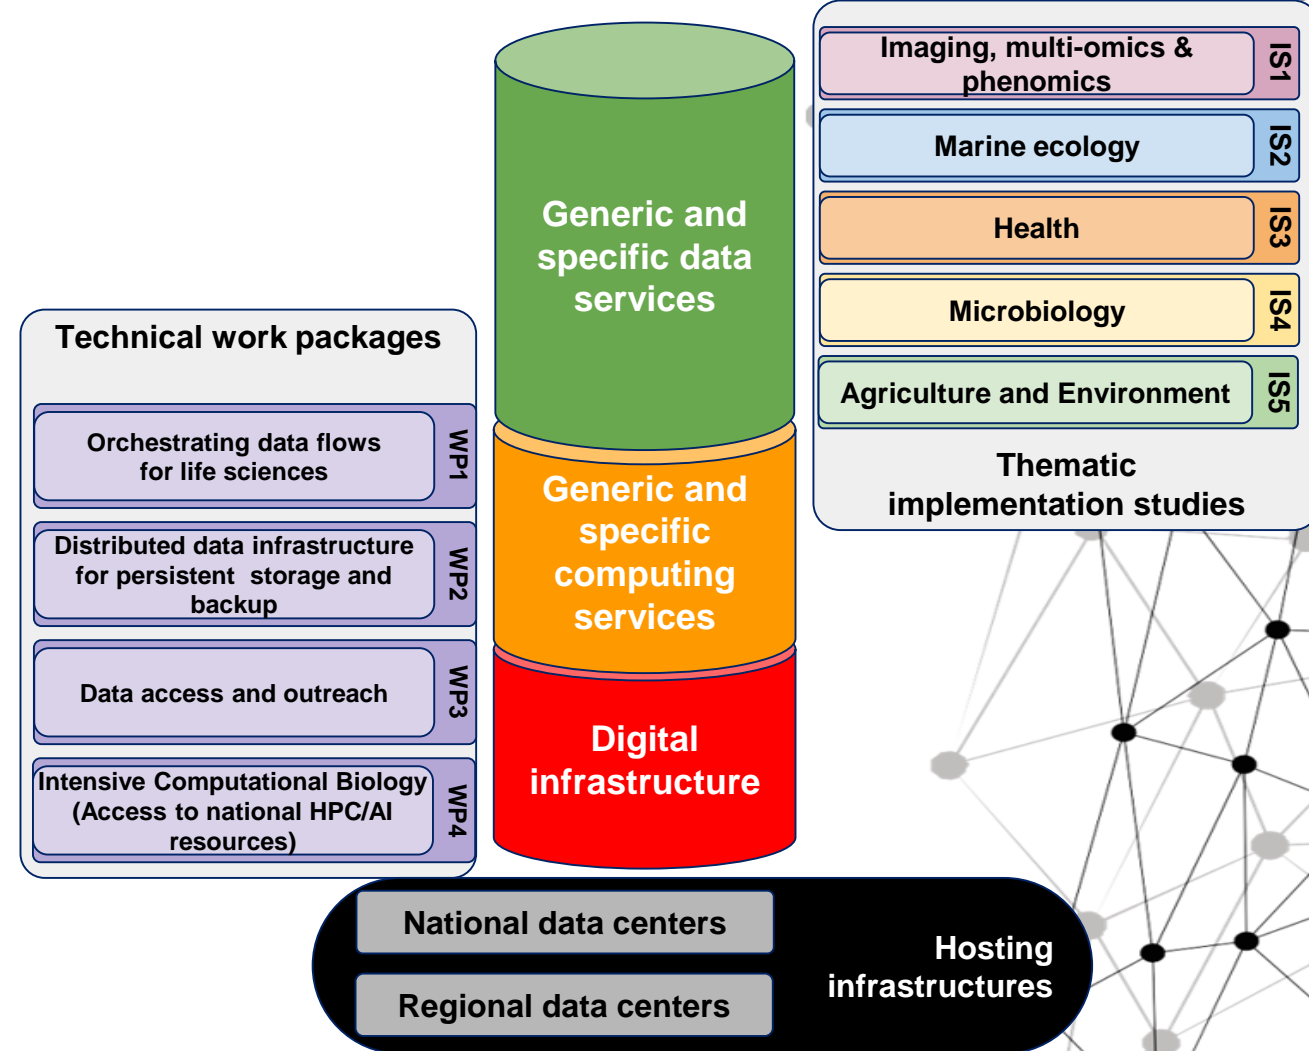 Imaging, multi-omics &
phenomics
IS1
Marine ecology
IS2
Health
IS3
Microbiology
IS4
Agriculture and Environment
IS5
Thematic
implementation studies
Generic and
specific data
services
Generic and
specific
computing
services
Digital
infrastructure
Technical work packages
Orchestrating data flows
for life sciences
WP1
Distributed data infrastructure
for persistent storage and
backup
WP2
Data access and outreach
WP3
Intensive Computational Biology
(Access to national HPC/AI
resources)
WP4
National data centers
Regional data centers
Hosting
infrastructures